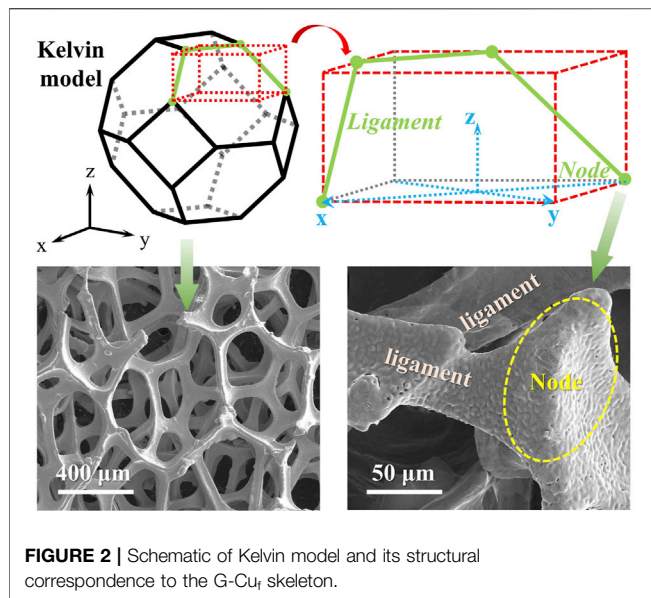 Kelvin
model
z
x
y
Ligament
z
Node
x
y
400 μm
ligament
ligament
Node
50 μm
FIGURE 2 | Schematic of Kelvin model and its structural
correspondence to the G-Cuf skeleton.